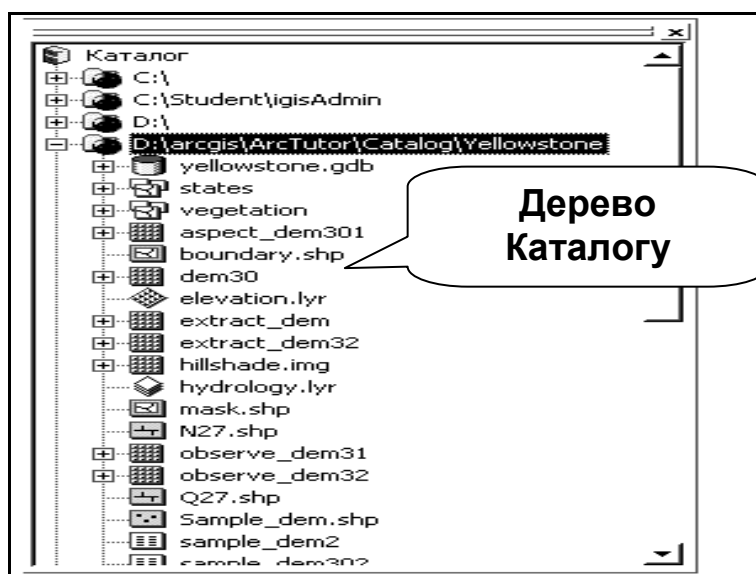 Каталог
C:\
C:\Student\igisAdmin
D:\
D:\arcgis\ArcTutor\Catalog\Yellowstone
yellowstone.gdb
states
vegetation
aspect_dem301
boundary.shp
dem30
elevation.lyr
extract_dem
extract_dem32
hillshade.img
hydrology.lyr
mask.shp
N27.shp
observe_dem31
observe_dem32
Q27.shp
Sample_dem.shp
sample_dem2
sample_dem302
Дерево
Каталогу